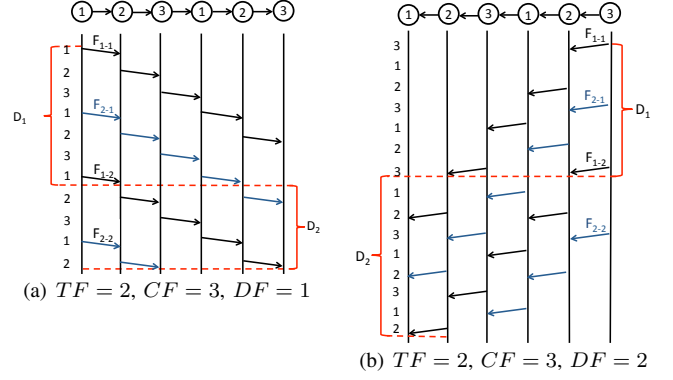 1 2 3 1 2 3
1 F1-1
2
3
1 F2-1
D1
2
3
1 F1-2
2
3 D2
1 F2-2
2
(a) TF = 2, CF = 3, DF = 1
1 2 3 1 2 3
F1-1
3
1
2
F2-1
3 D1
1
2
F1-2
3
1
2
F2-2
3
D2 1
2
3
1
2
(b) TF = 2, CF = 3, DF = 2